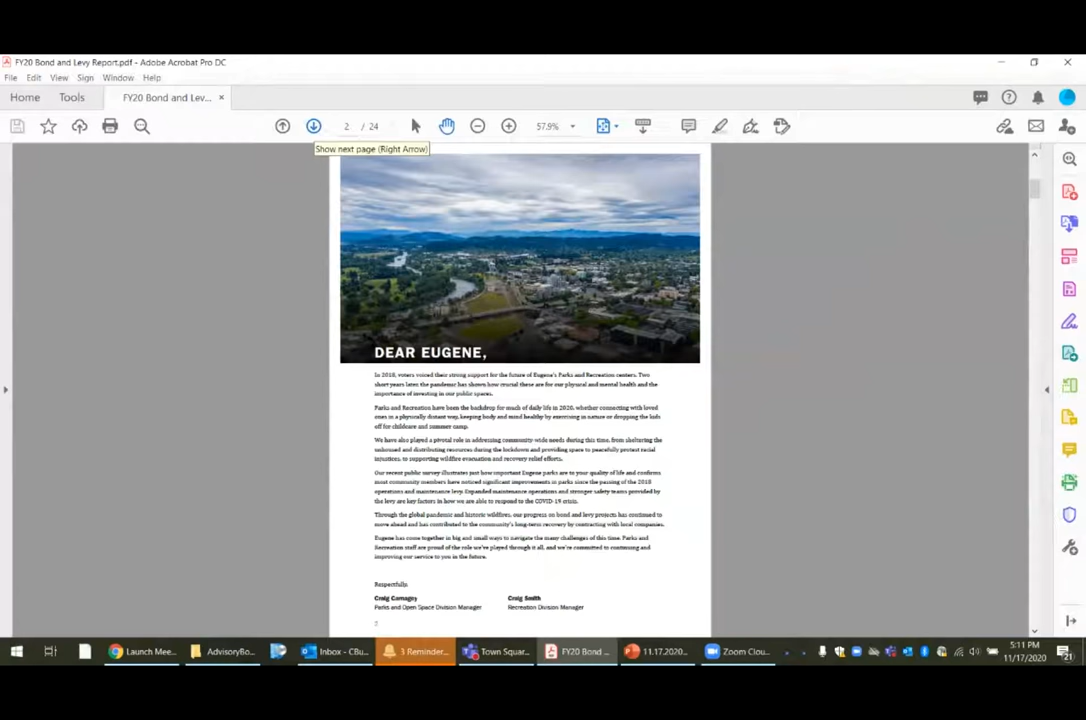 FY20 Bond and Levy Report.pdf - Adobe Acrobat Pro DC
File Edit View Sign Window Help
Home Tools FY20 Bond and Lev... ×
2 / 24 57.9%
Show next page (Right Arrow)
DEAR EUGENE,
In 2018, voters voiced their strong support for the future of Eugene's Parks and Recreation centers. Two
short years later the pandemic has shown how crucial these are for our physical and mental health and the
importance of investing in our public spaces.
Parks and Recreation have been the backdrop for much of daily life in 2020, whether connecting with loved
ones in a physically distant way, keeping body and mind healthy by exercising in nature or dropping the kids
off for childcare and summer camp.
We have also played a pivotal role in addressing community-wide needs during this time, from sheltering the
unhoused and distributing resources during the lockdown and providing space to peacefully protest racial
injustices, to supporting wildfire evacuation and recovery relief efforts.
Our recent public survey illustrates just how important Eugene parks are to your quality of life and confirms
most community members have noticed significant improvements in parks since the passing of the 2018
operations and maintenance levy. Expanded maintenance operations and stronger safety teams provided by
the levy are key factors in how we are able to respond to the COVID-19 crisis.
Through the global pandemic and historic wildfires, our progress on bond and levy projects has continued to
move ahead and has contributed to the community's long-term recovery by contracting with local companies.
Eugene has come together in big and small ways to navigate the many challenges of this time. Parks and
Recreation staff are proud of the role we've played through it all, and we're committed to continuing and
improving our service to you in the future.
Respectfully,
Craig Carnagey Craig Smith
Parks and Open Space Division Manager Recreation Division Manager
2
Launch Mee... AdvisoryBo... Inbox - CBu... 3 Reminder... Town Squar... FY20 Bond ... 11.17.2020... Zoom Clou... 5:11 PM
11/17/2020 21